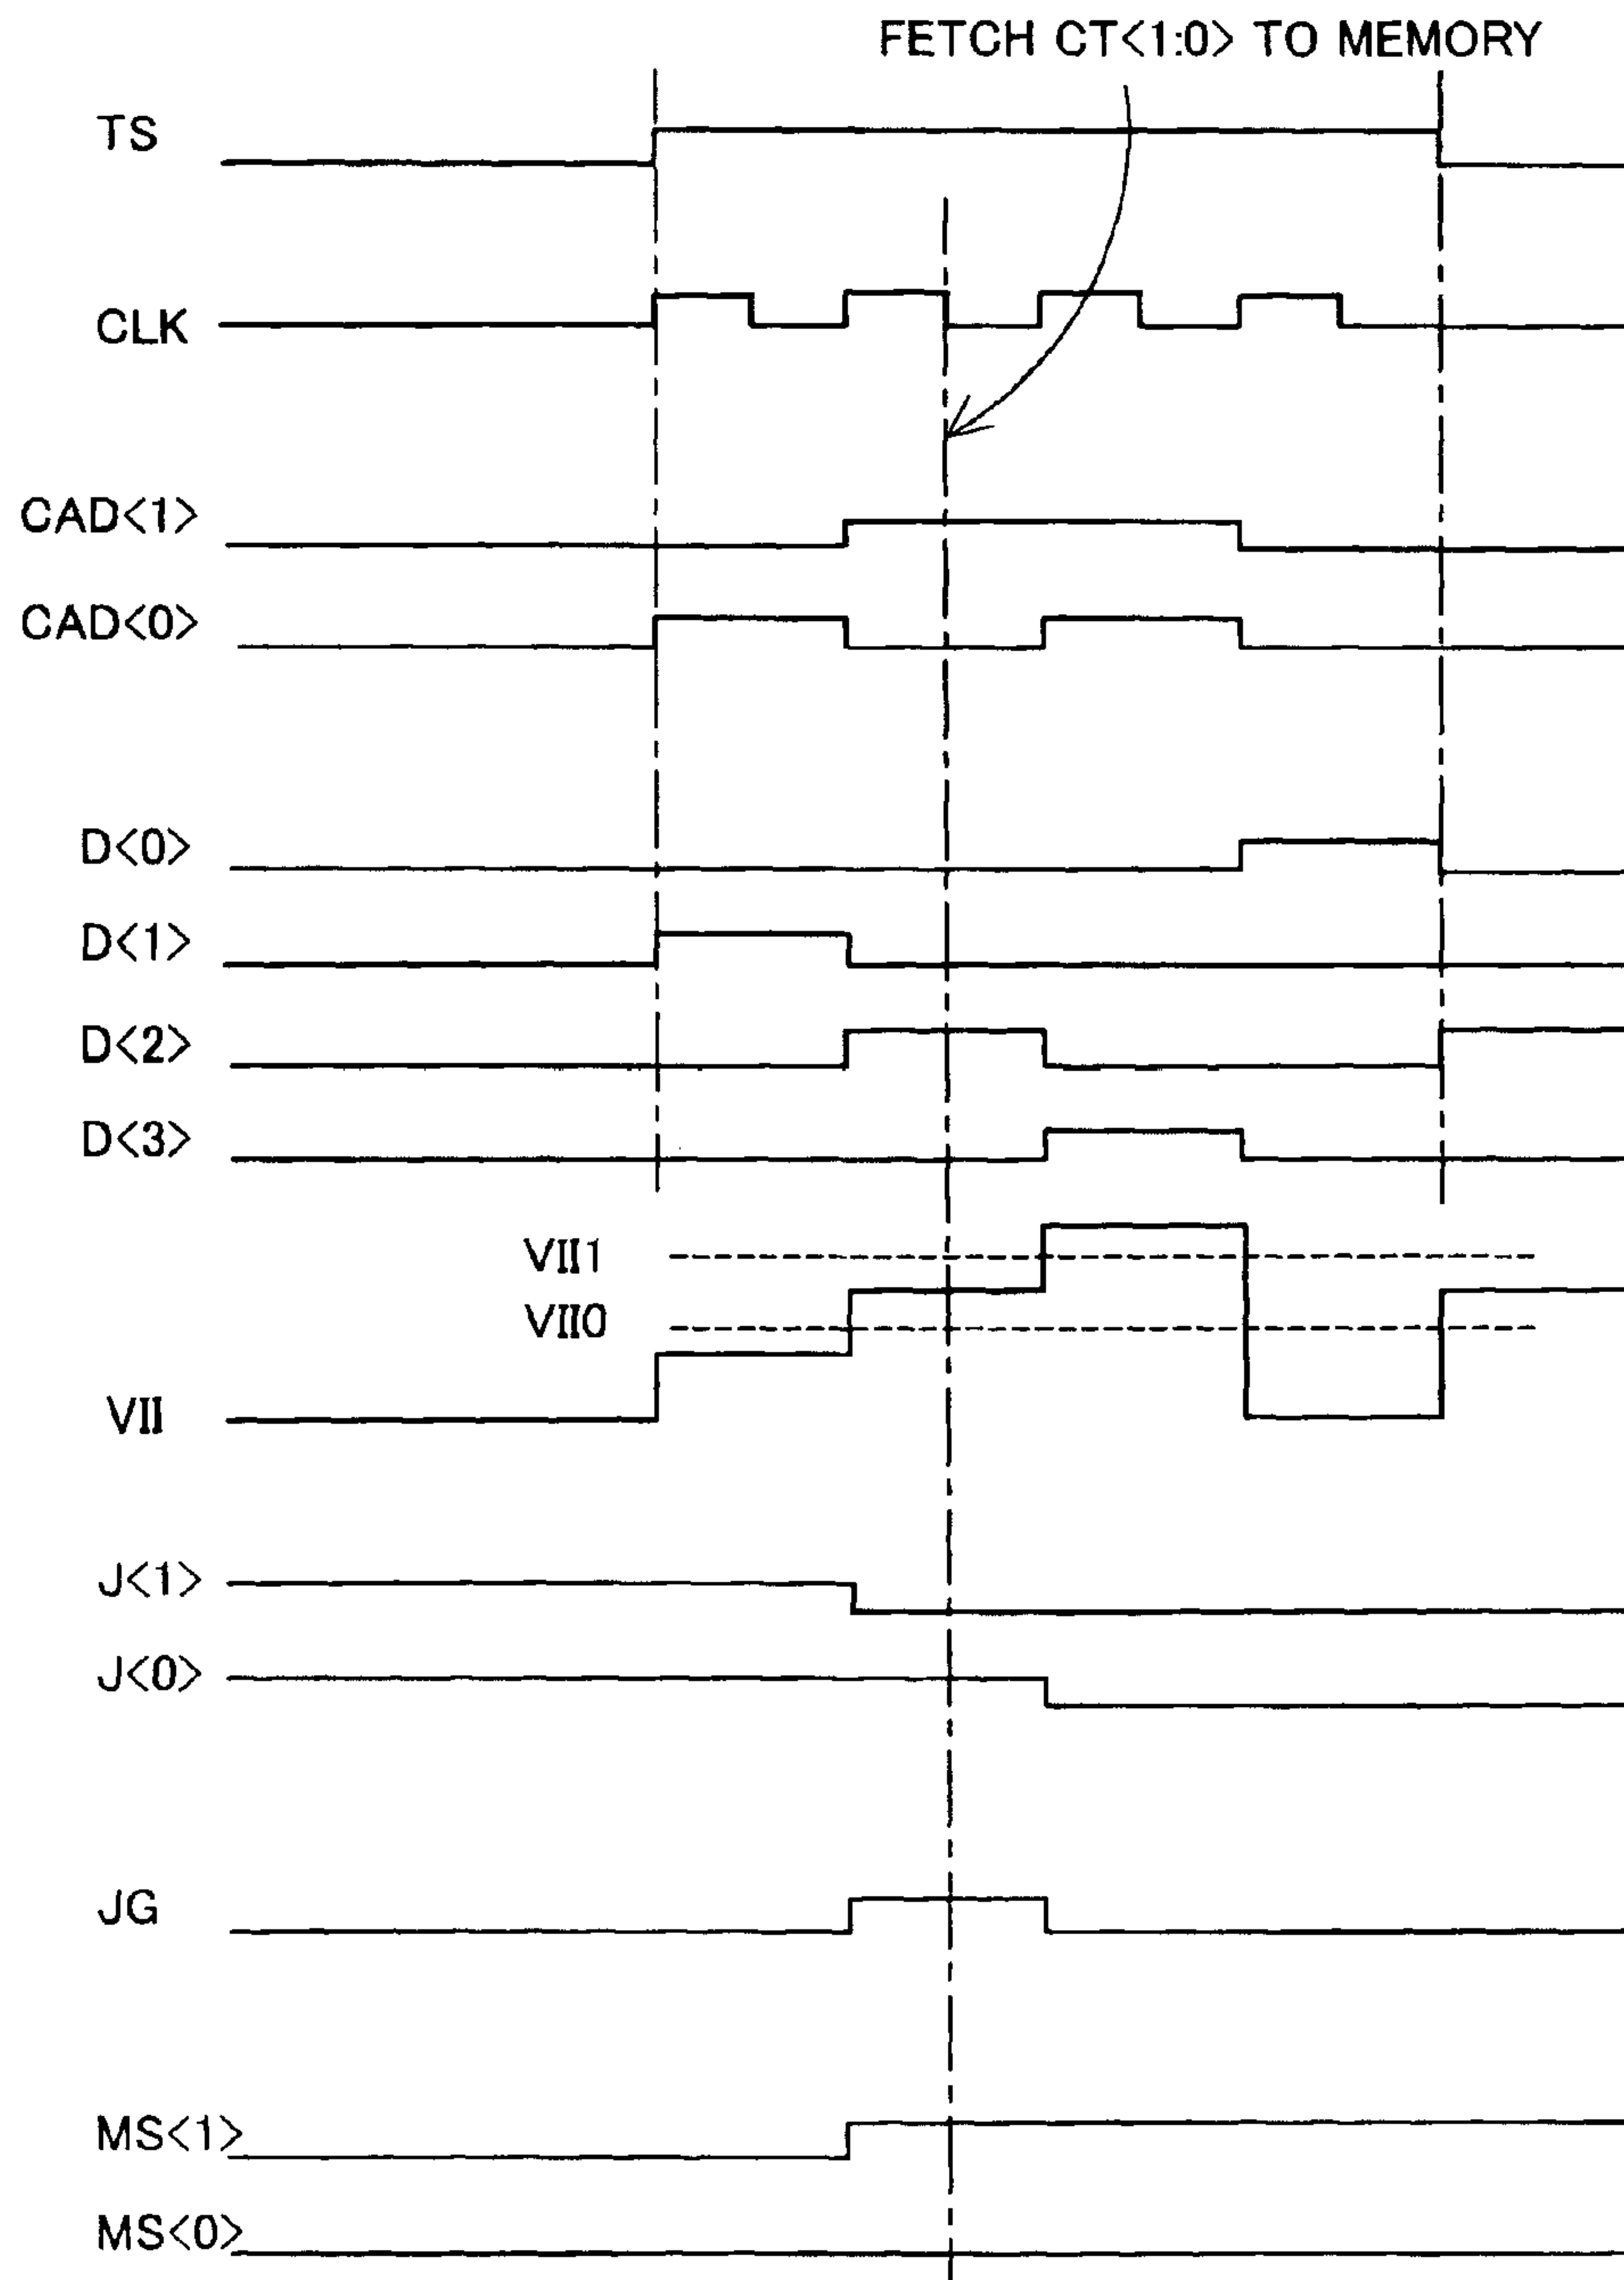 FETCH CT<1:0> TO MEMORY
TS
CLK
CAD<1>
CAD<0>
D<0>
D<1>
D<2>
D<3>
VII1
VII0
VII
J<1>
J<0>
JG
MS<1>
MS<0>